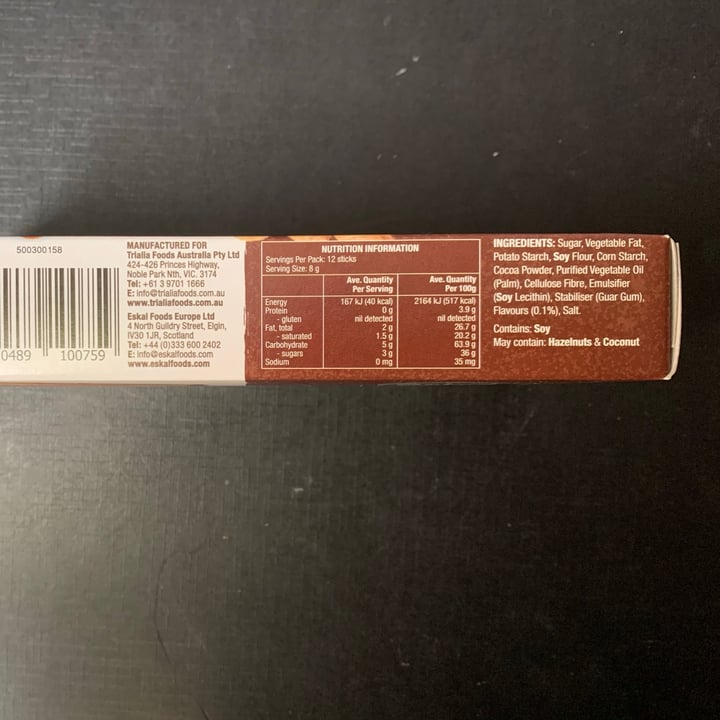 500300158
0489 100759
MANUFACTURED FOR
Trialia Foods Australia Pty Ltd
424-426 Princes Highway,
Noble Park Nth, VIC. 3174
Tel: +61 3 9701 1666
E: info@trialiafoods.com.au
www.trialiafoods.com.au
Eskal Foods Europe Ltd
4 North Guildry Street, Elgin,
IV30 1JR, Scotland
Tel: +44 (0)333 600 2402
E: info@eskalfoods.com
www.eskalfoods.com
NUTRITION INFORMATION
Servings Per Pack: 12 sticks
Serving Size: 8 g
Ave. Quantity Ave. Quantity
Per Serving Per 100g
Energy 167 kJ (40 kcal) 2164 kJ (517 kcal)
Protein 0 g 3.9 g
- gluten nil detected nil detected
Fat, total 2 g 26.7 g
- saturated 1.5 g 20.2 g
Carbohydrate 5 g 63.9 g
- sugars 3 g 36 g
Sodium 0 mg 35 mg
INGREDIENTS: Sugar, Vegetable Fat,
Potato Starch, Soy Flour, Corn Starch,
Cocoa Powder, Purified Vegetable Oil
(Palm), Cellulose Fibre, Emulsifier
(Soy Lecithin), Stabiliser (Guar Gum),
Flavours (0.1%), Salt.
Contains: Soy
May contain: Hazelnuts & Coconut